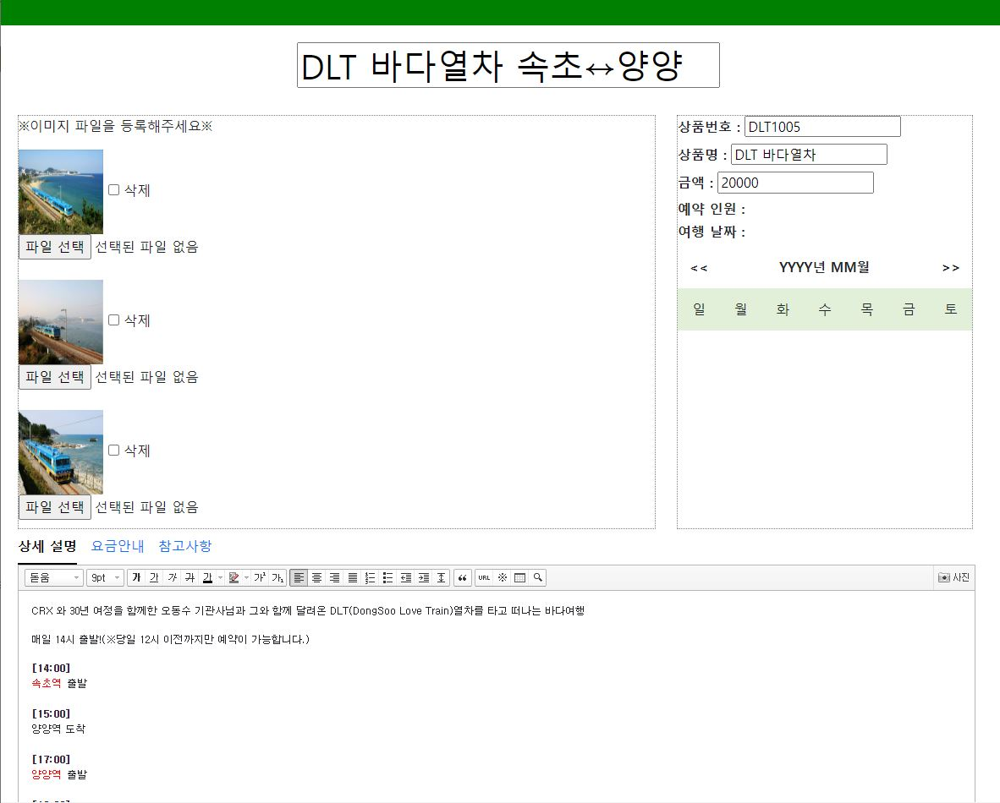 DLT 바다열차 속초↔양양
※이미지 파일을 등록해주세요※
삭제
파일 선택 선택된 파일 없음
삭제
파일 선택 선택된 파일 없음
삭제
파일 선택 선택된 파일 없음
상품번호 : DLT1005
상품명 : DLT 바다열차
금액 : 20000
예약 인원 :
여행 날짜 :
<< YYYY년 MM월 >>
일 월 화 수 목 금 토
상세 설명 요금안내 참고사항
돋움 9pt 가 가 가 가 가 가² 가₂ URL ※ 사진
CRX 와 30년 여정을 함께한 오동수 기관사님과 그와 함께 달려온 DLT(DongSoo Love Train)열차를 타고 떠나는 바다여행
매일 14시 출발!(※당일 12시 이전까지만 예약이 가능합니다.)
[14:00]
속초역 출발
[15:00]
양양역 도착
[17:00]
양양역 출발